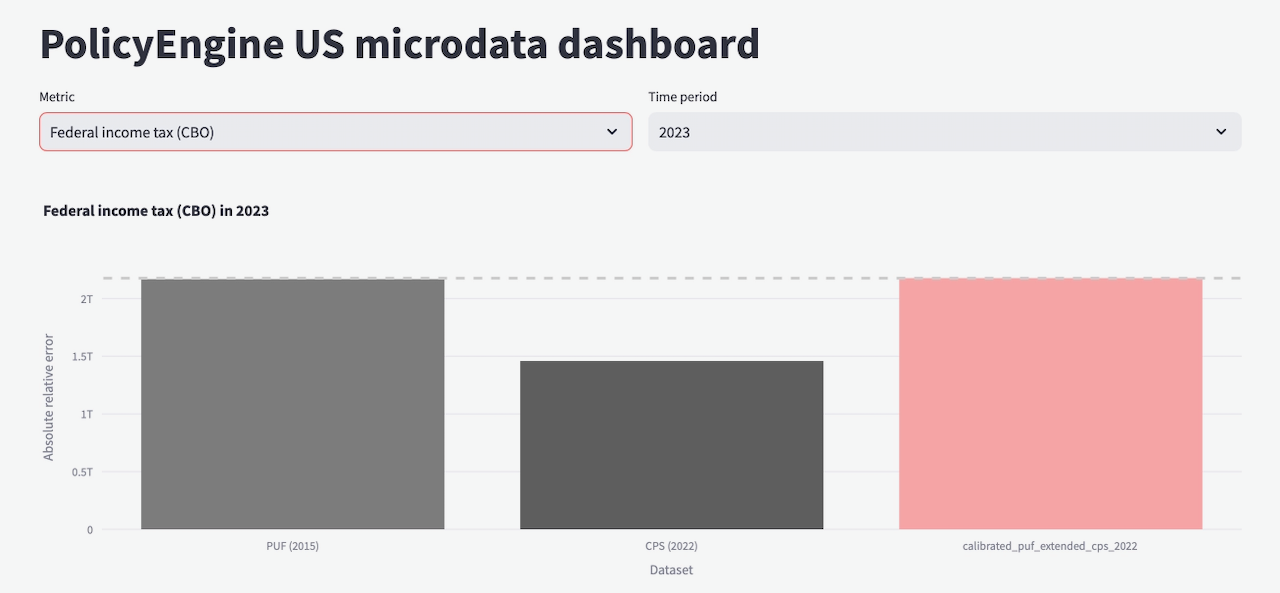 PolicyEngine US microdata dashboard
Metric
Time period
Federal income tax (CBO)
2023
Federal income tax (CBO) in 2023
2T
1.5T
1T
0.5T
0
Absolute relative error
PUF (2015)
CPS (2022)
calibrated_puf_extended_cps_2022
Dataset